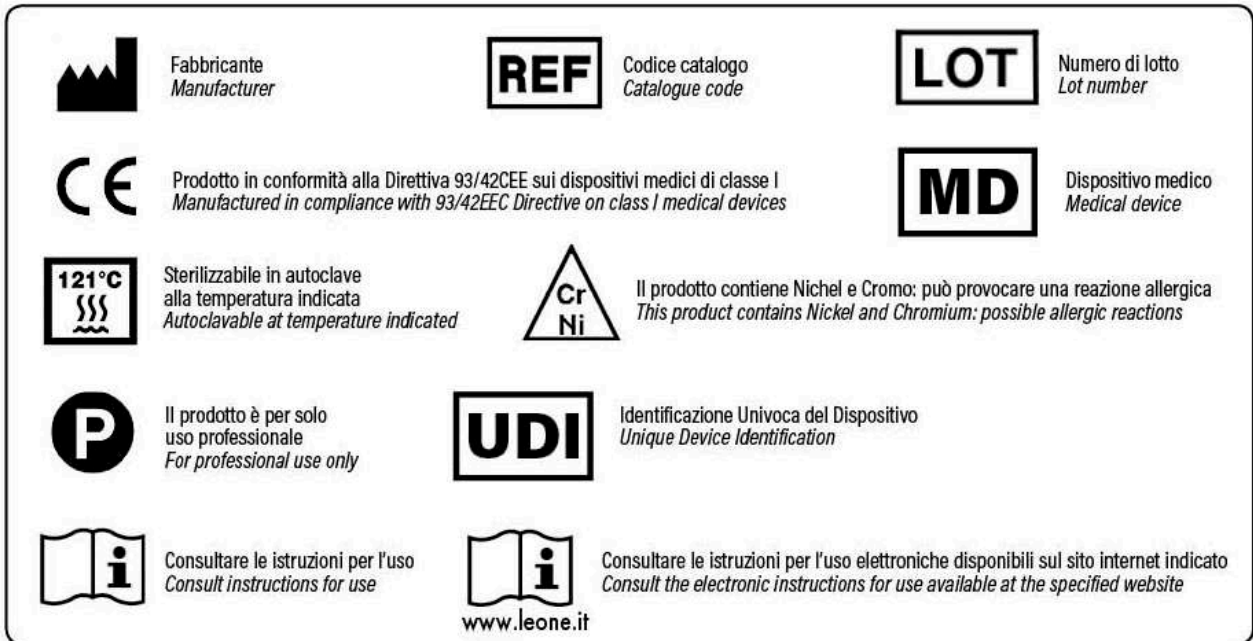 Fabbricante
Manufacturer
REF
Codice catalogo
Catalogue code
LOT
Numero di lotto
Lot number
CE
Prodotto in conformità alla Direttiva 93/42CEE sui dispositivi medici di classe I
Manufactured in compliance with 93/42EEC Directive on class I medical devices
MD
Dispositivo medico
Medical device
121°C
Sterilizzabile in autoclave
alla temperatura indicata
Autoclavable at temperature indicated
Cr
Ni
Il prodotto contiene Nichel e Cromo: può provocare una reazione allergica
This product contains Nickel and Chromium: possible allergic reactions
P
Il prodotto è per solo
uso professionale
For professional use only
UDI
Identificazione Univoca del Dispositivo
Unique Device Identification
i
Consultare le istruzioni per l'uso
Consult instructions for use
i
www.leone.it
Consultare le istruzioni per l'uso elettroniche disponibili sul sito internet indicato
Consult the electronic instructions for use available at the specified website